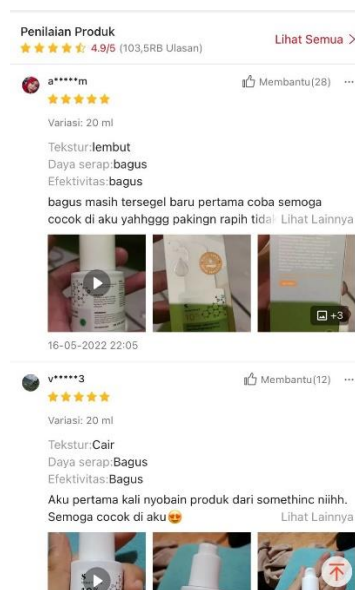 Penilaian Produk
4.9/5 (103,5RB Ulasan)
Lihat Semua >
a*****m
Membantu(28)
Variasi: 20 ml
Tekstur:lembut
Daya serap:bagus
Efektivitas:bagus
bagus masih tersegel baru pertama coba semoga
cocok di aku yahhggg pakingn rapih tida Lihat Lainnya
+3
16-05-2022 22:05
v*****3
Membantu(12)
Variasi: 20 ml
Tekstur:Cair
Daya serap:Bagus
Efektivitas:Bagus
Aku pertama kali nyobain produk dari somethinc niihh.
Semoga cocok di aku😍 Lihat Lainnya